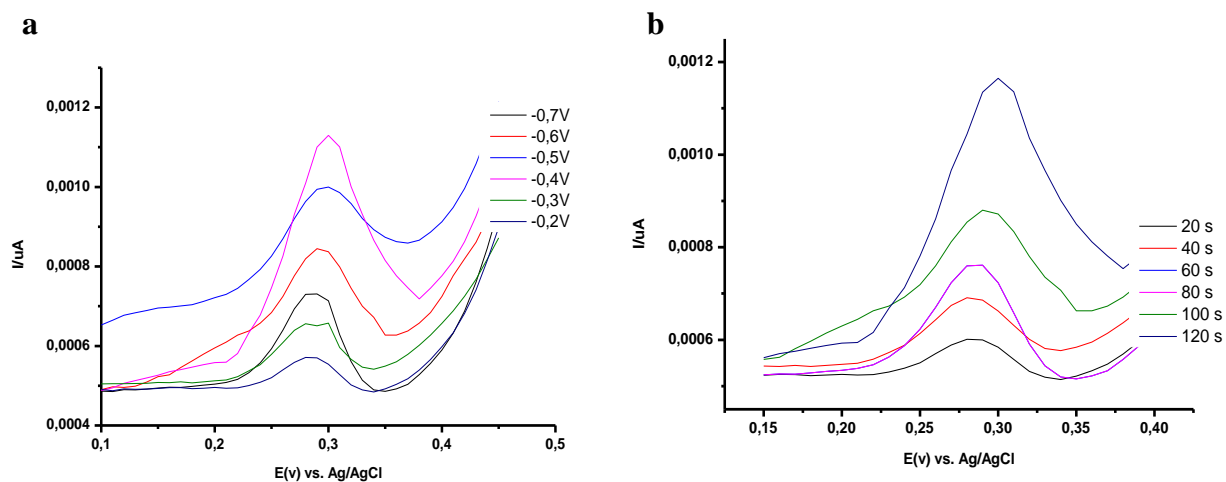 a
I/uA
0,0012
0,0010
0,0008
0,0006
0,0004
0,1
0,2
0,3
0,4
0,5
E(v) vs. Ag/AgCl
-0,7V
-0,6V
-0,5V
-0,4V
-0,3V
-0,2V
b
I/uA
0,0012
0,0010
0,0008
0,0006
0,15
0,20
0,25
0,30
0,35
0,40
E(v) vs. Ag/AgCl
20 s
40 s
60 s
80 s
100 s
120 s